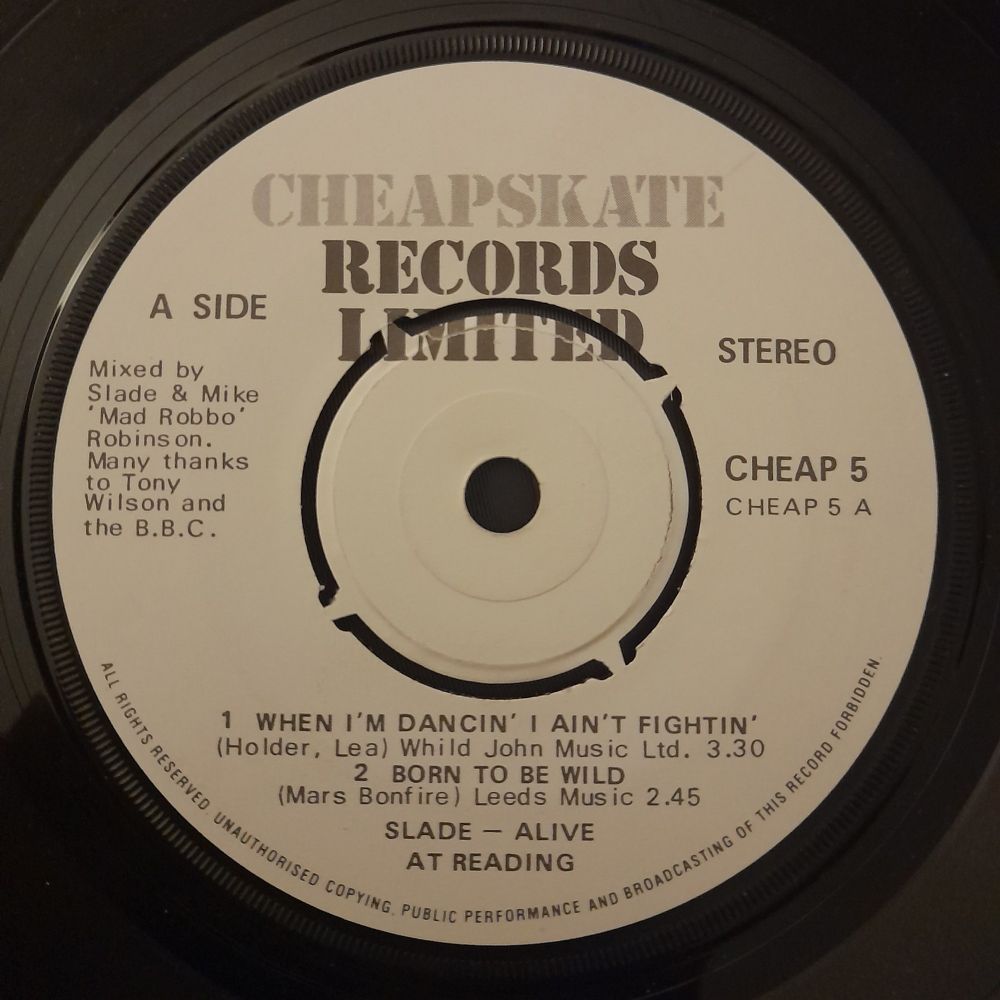 CHEAPSKATE
RECORDS
LIMITED
A SIDE
STEREO
Mixed by
Slade & Mike
'Mad Robbo'
Robinson.
Many thanks
to Tony
Wilson and
the B.B.C.
CHEAP 5
CHEAP 5 A
1 WHEN I'M DANCIN' I AIN'T FIGHTIN'
(Holder, Lea) Whild John Music Ltd. 3.30
2 BORN TO BE WILD
(Mars Bonfire) Leeds Music 2.45
SLADE — ALIVE
AT READING
ALL RIGHTS RESERVED. UNAUTHORISED COPYING. PUBLIC PERFORMANCE AND BROADCASTING OF THIS RECORD FORBIDDEN.